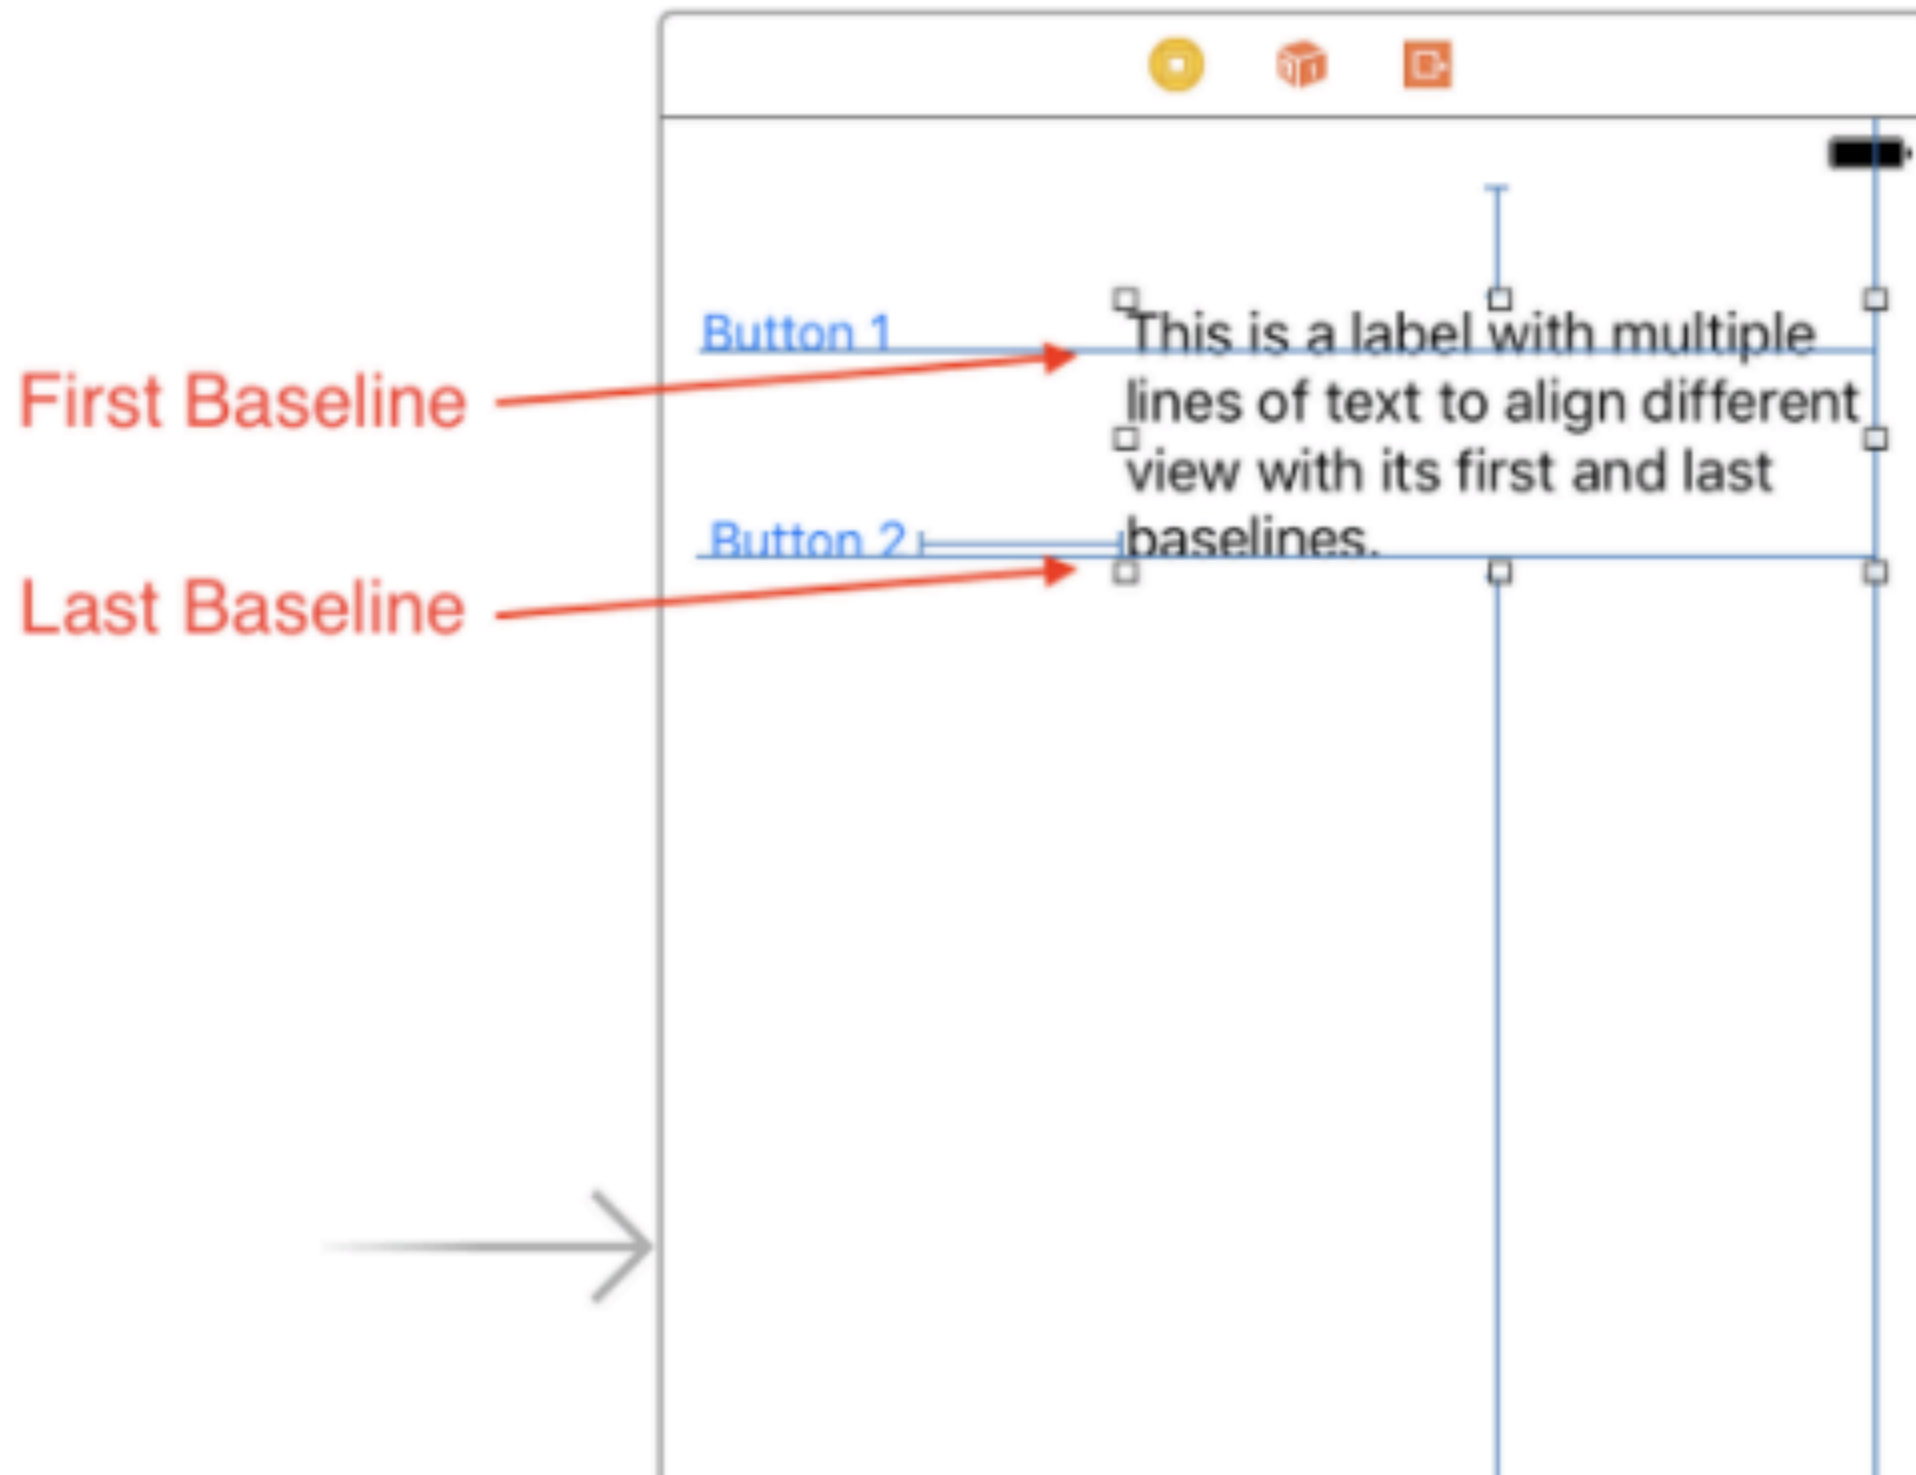 Button 1
This is a label with multiple
First Baseline
lines of text to align different
view with its first and last
Button 2
baselines.
Last Baseline